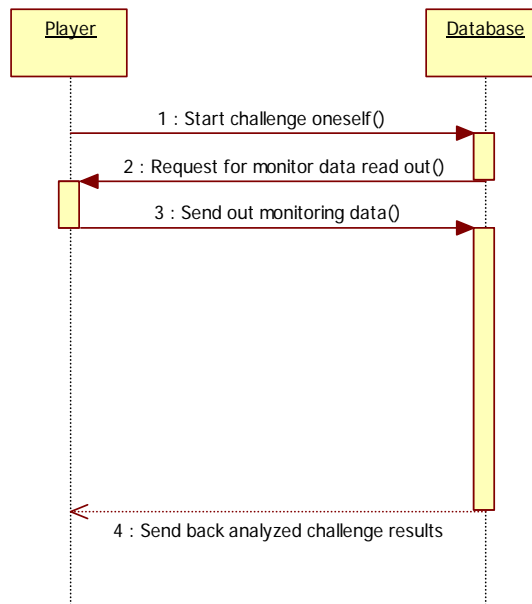 Player
Database
1 : Start challenge oneself()
2 : Request for monitor data read out()
3 : Send out monitoring data()
4 : Send back analyzed challenge results